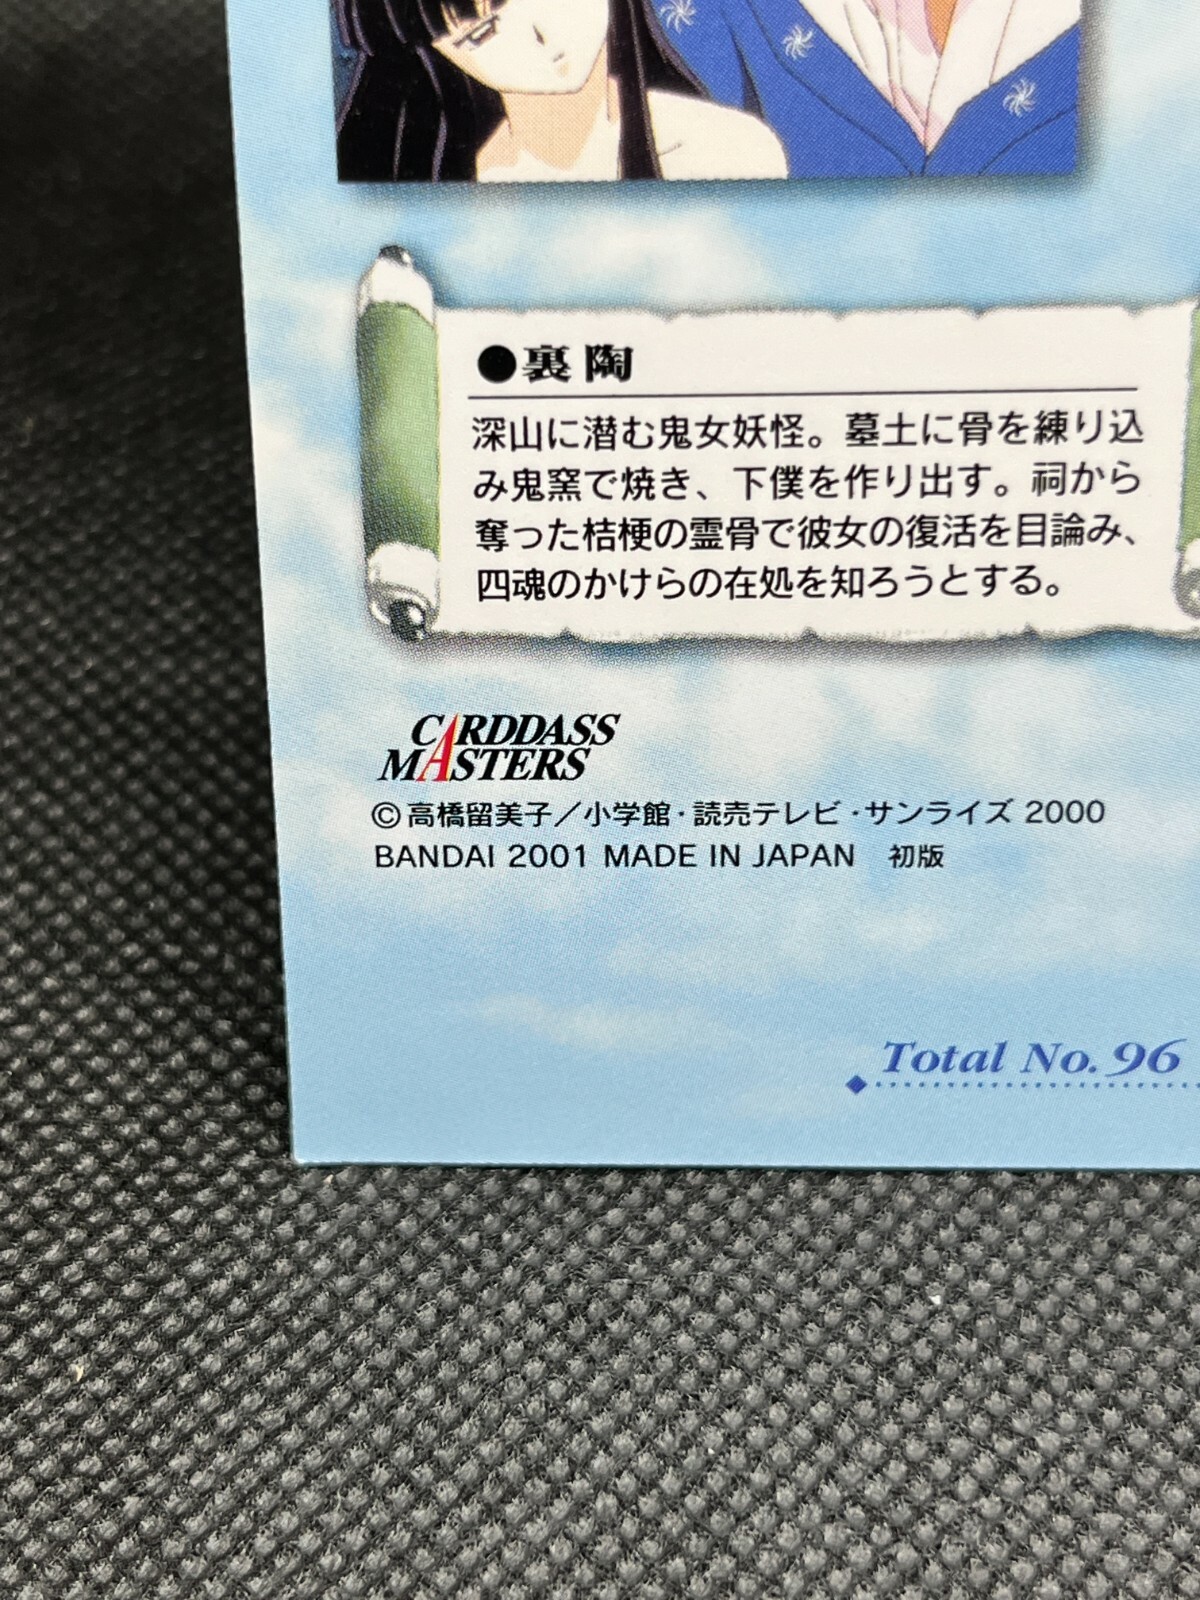 ●裏陶
深山に潜む鬼女妖怪。墓土に骨を練り込
み鬼窯で焼き、下僕を作り出す。祠から
奪った桔梗の霊骨で彼女の復活を目論み、
四魂のかけらの在処を知ろうとする。
CARDDASS
MASTERS
©高橋留美子／小学館・読売テレビ・サンライズ 2000
BANDAI 2001 MADE IN JAPAN 初版
Total No. 96